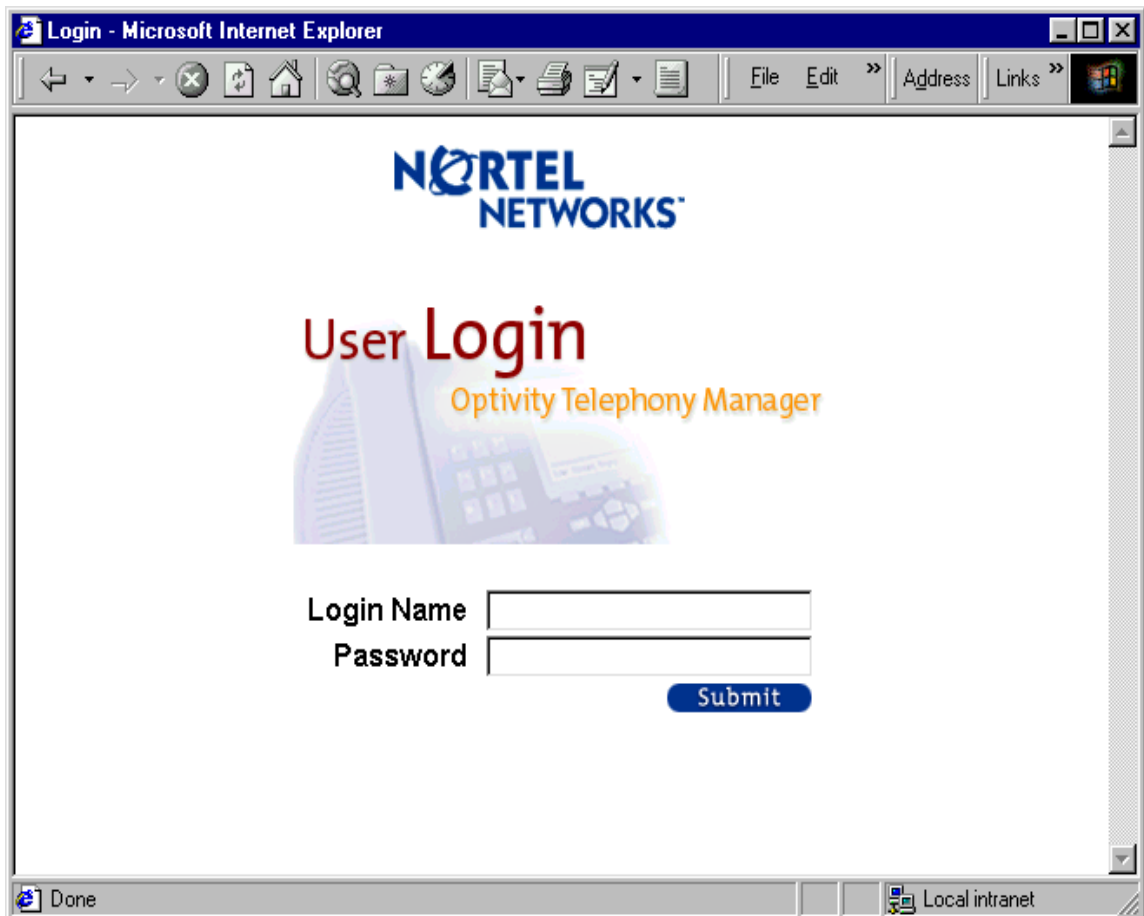 Login - Microsoft Internet Explorer
File Edit » Address Links »
NORTEL
NETWORKS™
User Login
Optivity Telephony Manager
Login Name
Password
Submit
Done Local intranet